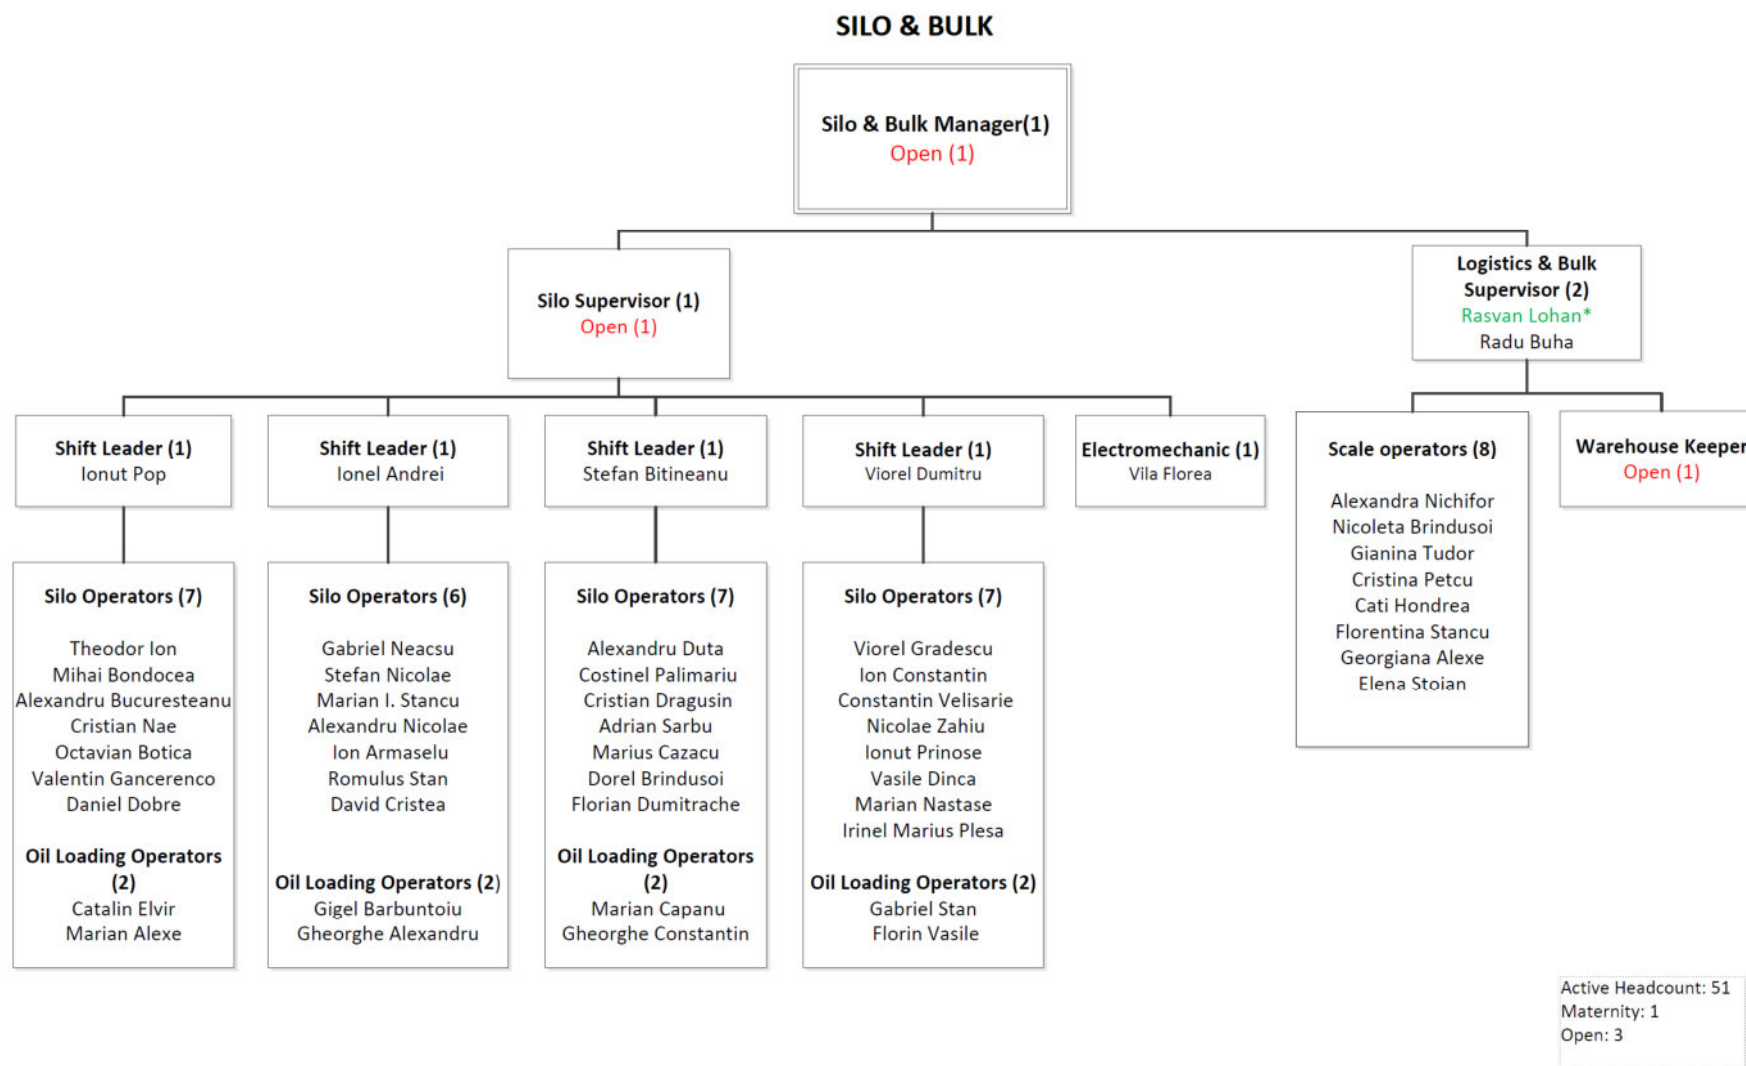 SILO & BULK
Silo & Bulk Manager(1)
Open (1)
Silo Supervisor (1)
Open (1)
Logistics & Bulk
Supervisor (2)
Rasvan Lohan*
Radu Buha
Shift Leader (1)
Ionut Pop
Shift Leader (1)
Ionel Andrei
Shift Leader (1)
Stefan Bitineanu
Shift Leader (1)
Viorel Dumitru
Electromechanic (1)
Vila Florea
Scale operators (8)
Alexandra Nichifor
Nicoleta Brindusoi
Gianina Tudor
Cristina Petcu
Cati Hondrea
Florentina Stancu
Georgiana Alexe
Elena Stoian
Warehouse Keeper
Open (1)
Silo Operators (7)
Theodor Ion
Mihai Bondocea
Alexandru Bucuresteanu
Cristian Nae
Octavian Botica
Valentin Gancerenco
Daniel Dobre
Oil Loading Operators
(2)
Catalin Elvir
Marian Alexe
Silo Operators (6)
Gabriel Neacsu
Stefan Nicolae
Marian I. Stancu
Alexandru Nicolae
Ion Armaselu
Romulus Stan
David Cristea
Oil Loading Operators (2)
Gigel Barbuntoiu
Gheorghe Alexandru
Silo Operators (7)
Alexandru Duta
Costinel Palimariu
Cristian Dragusin
Adrian Sarbu
Marius Cazacu
Dorel Brindusoi
Florian Dumitrache
Oil Loading Operators
(2)
Marian Capanu
Gheorghe Constantin
Silo Operators (7)
Viorel Gradescu
Ion Constantin
Constantin Velisarie
Nicolae Zahiu
Ionut Prinose
Vasile Dinca
Marian Nastase
Irinel Marius Plesa
Oil Loading Operators (2)
Gabriel Stan
Florin Vasile
Active Headcount: 51
Maternity: 1
Open: 3